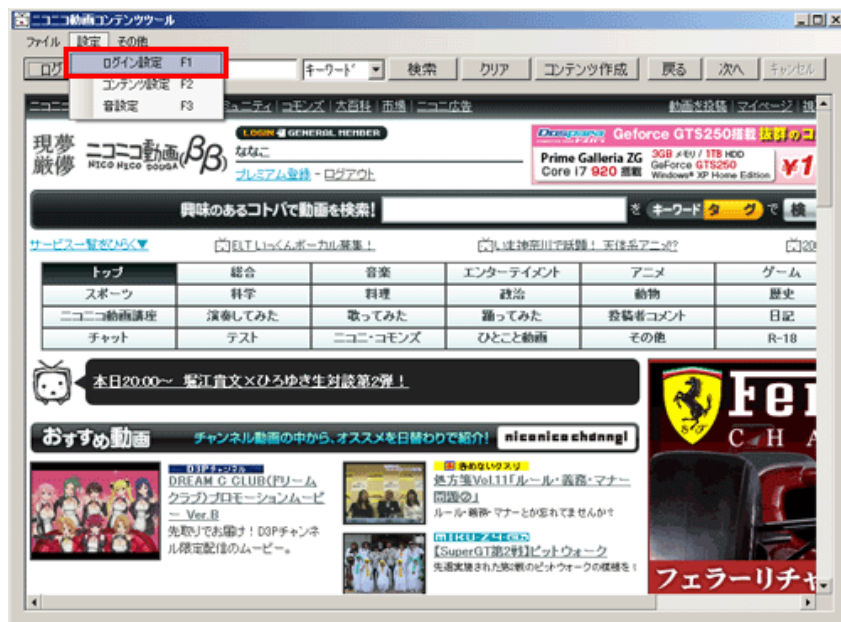 ニコニコ動画コンテンツツール
ファイル 設定 その他
ログイン設定 F1
コンテンツ設定 F2
音設定 F3
キーワード 検索 クリア コンテンツ作成 戻る 次へ キャンセル
ュニティ | コモンズ | 大百科 | 市場 | ニコニ広告 動画を投稿 | マイページ
現夢厳僾
ニコニコ動画(ββ)
NICO NICO DOUGA
LOGIN GENERAL MEMBER
ななこ
プレミアム登録 - ログアウト
Dospara Geforce GTS250搭載
Prime Galleria ZG
Core i7 920 搭載
3GB メモリ / 1TB HDD
GeForce GTS250
Windows® XP Home Edition
¥1
興味のあるコトバで動画を検索! を キーワード タグ で 検
サービス一覧をひらく▼ ELTいっくんボーカル募集! いま神奈川で話題! 天体系アニメ!? 20
トップ 総合 音楽 エンターテイメント アニメ ゲーム
スポーツ 科学 料理 政治 動物 歴史
ニコニコ動画講座 演奏してみた 歌ってみた 踊ってみた 投稿者コメント 日記
チャット テスト ニコニ・コモンズ ひとこと動画 その他 R-18
本日20:00〜 堀江貴文×ひろゆき生対談第2弾!
おすすめ動画 チャンネル動画の中から、オススメを日替わりで紹介! niconico channel
D3Pチャンネル
DREAM C CLUB(ドリームクラブ)プロモーションムービー Ver.B
先取りでお届け!D3Pチャンネル限定配信のムービー。
呑めないクスリ
処方箋Vol.11「ルール・義務・マナー問題②」
ルール・義務・マナーとか忘れてませんか?
【SuperGT第2戦】ピットウォーク
先週実施された第2戦のピットウォークの模様を!
Fer
CHA
フェラーリチャ